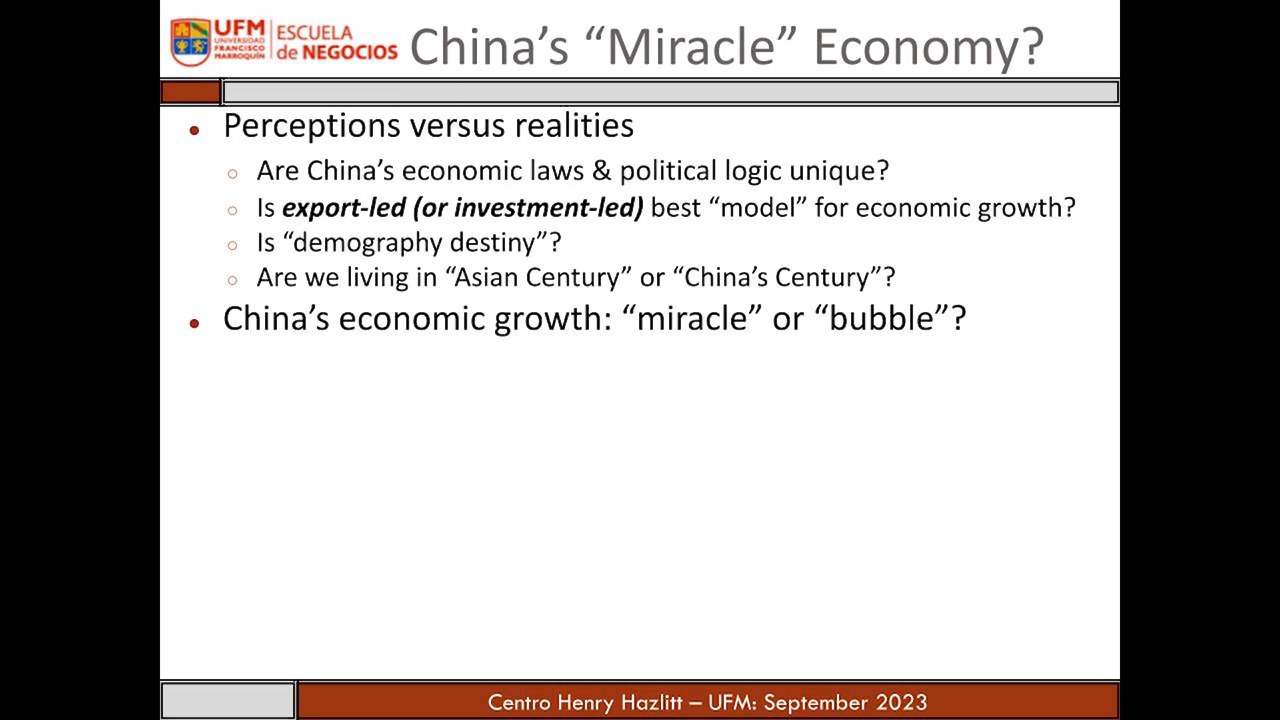 UFM
UNIVERSIDAD
FRANCISCO
MARROQUÍN
ESCUELA
de NEGOCIOS
China’s “Miracle” Economy?
• Perceptions versus realities
○ Are China’s economic laws & political logic unique?
○ Is export-led (or investment-led) best “model” for economic growth?
○ Is “demography destiny”?
○ Are we living in “Asian Century” or “China’s Century”?
• China’s economic growth: “miracle” or “bubble”?
Centro Henry Hazlitt – UFM: September 2023